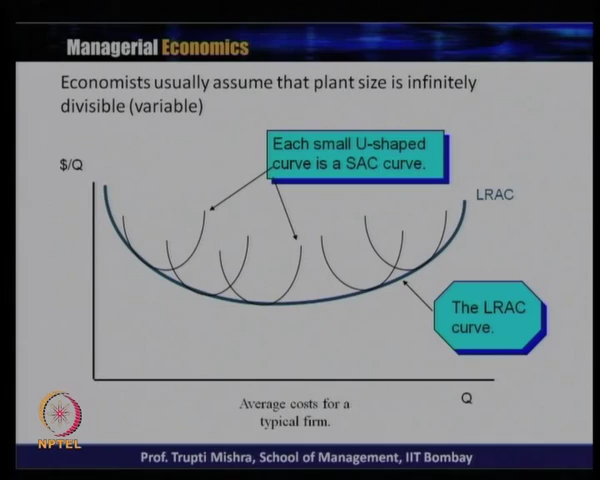 Managerial Economics
Economists usually assume that plant size is infinitely
divisible (variable)
Each small U-shaped
curve is a SAC curve.
$/Q
LRAC
The LRAC
curve.
Q
Average costs for a
typical firm.
NPTEL
Prof. Trupti Mishra, School of Management, IIT Bombay